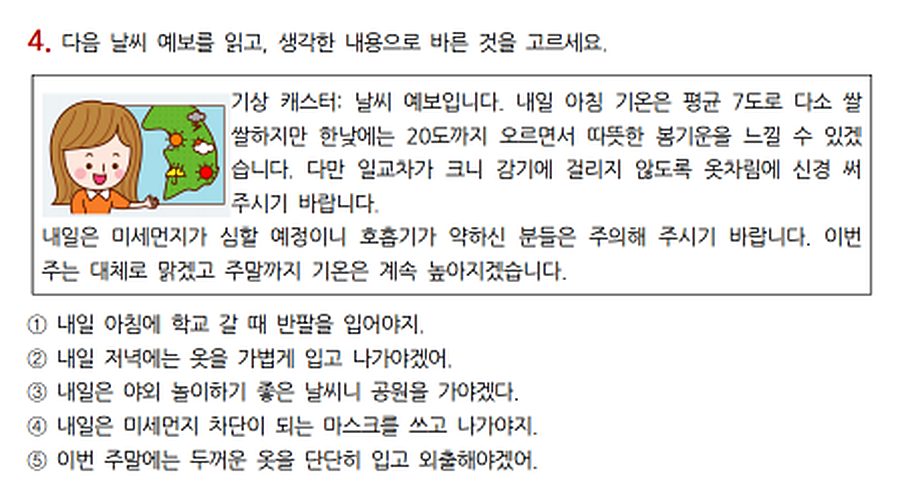 4. 다음 날씨 예보를 읽고, 생각한 내용으로 바른 것을 고르세요.
기상 캐스터: 날씨 예보입니다. 내일 아침 기온은 평균 7도로 다소 쌀
쌀하지만 한낮에는 20도까지 오르면서 따뜻한 봄기운을 느낄 수 있겠
습니다. 다만 일교차가 크니 감기에 걸리지 않도록 옷차림에 신경 써
주시기 바랍니다.
내일은 미세먼지가 심할 예정이니 호흡기가 약하신 분들은 주의해 주시기 바랍니다. 이번
주는 대체로 맑겠고 주말까지 기온은 계속 높아지겠습니다.
① 내일 아침에 학교 갈 때 반팔을 입어야지.
② 내일 저녁에는 옷을 가볍게 입고 나가야겠어.
③ 내일은 야외 놀이하기 좋은 날씨니 공원을 가야겠다.
④ 내일은 미세먼지 차단이 되는 마스크를 쓰고 나가야지.
⑤ 이번 주말에는 두꺼운 옷을 단단히 입고 외출해야겠어.